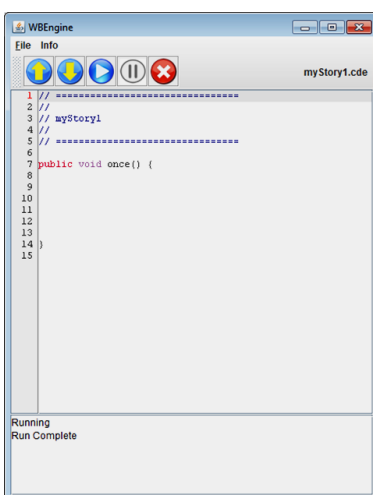 WBEngine
File Info
myStory1.cde
1 // ================================
2 //
3 // myStory1
4 //
5 // ================================
6
7 public void once() {
8
9
10
11
12
13
14 }
15
Running
Run Complete